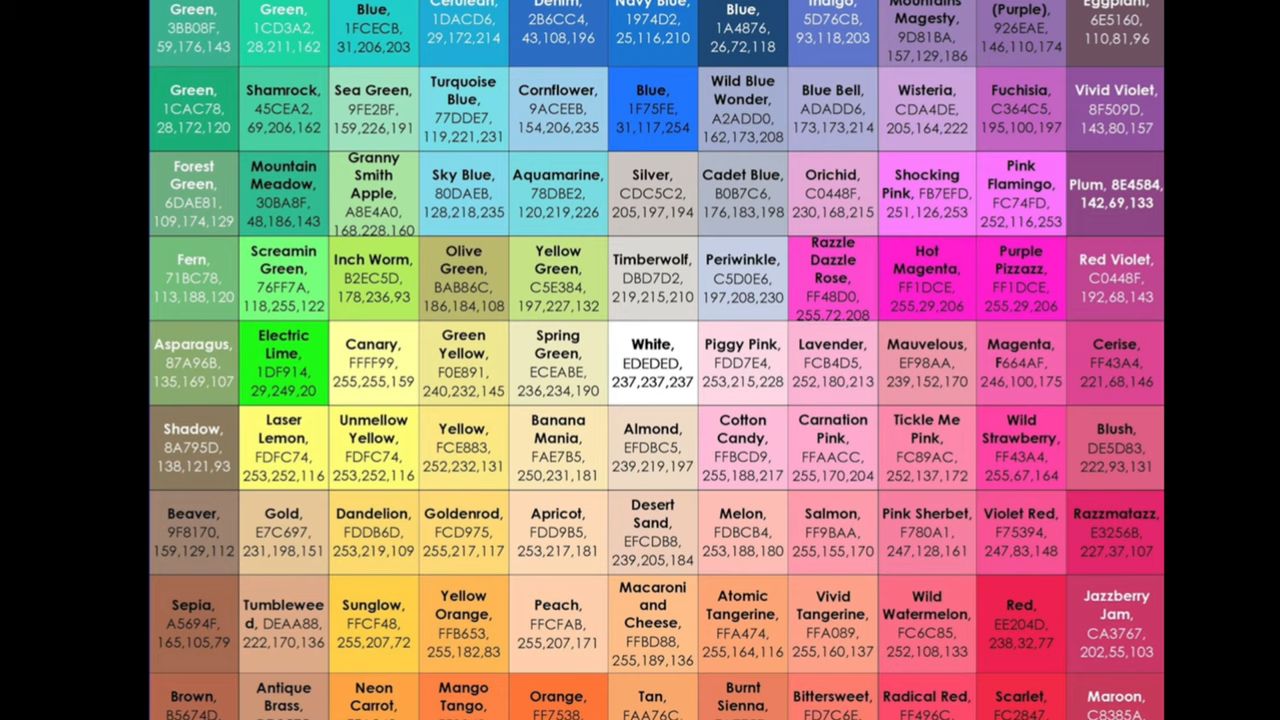 Green,
3BB08F,
59,176,143
Green,
1CD3A2,
28,211,162
Blue,
1FCECB,
31,206,203
Cerulean,
1DACD6,
29,172,214
Denim,
2B6CC4,
43,108,196
Navy Blue,
1974D2,
25,116,210
Blue,
1A4876,
26,72,118
Indigo,
5D76CB,
93,118,203
Mountains
Magesty,
9D81BA,
157,129,186
(Purple),
926EAE,
146,110,174
Eggplant,
6E5160,
110,81,96
Green,
1CAC78,
28,172,120
Shamrock,
45CEA2,
69,206,162
Sea Green,
9FE2BF,
159,226,191
Turquoise
Blue,
77DDE7,
119,221,231
Cornflower,
9ACEEB,
154,206,235
Blue,
1F75FE,
31,117,254
Wild Blue
Wonder,
A2ADD0,
162,173,208
Blue Bell,
ADADD6,
173,173,214
Wisteria,
CDA4DE,
205,164,222
Fuchisia,
C364C5,
195,100,197
Vivid Violet,
8F509D,
143,80,157
Forest
Green,
6DAE81,
109,174,129
Mountain
Meadow,
30BA8F,
48,186,143
Granny
Smith
Apple,
A8E4A0,
168,228,160
Sky Blue,
80DAEB,
128,218,235
Aquamarine,
78DBE2,
120,219,226
Silver,
CDC5C2,
205,197,194
Cadet Blue,
B0B7C6,
176,183,198
Orichid,
C0448F,
230,168,215
Shocking
Pink, FB7EFD,
251,126,253
Pink
Flamingo,
FC74FD,
252,116,253
Plum, 8E4584,
142,69,133
Fern,
71BC78,
113,188,120
Screamin
Green,
76FF7A,
118,255,122
Inch Worm,
B2EC5D,
178,236,93
Olive
Green,
BAB86C,
186,184,108
Yellow
Green,
C5E384,
197,227,132
Timberwolf,
DBD7D2,
219,215,210
Periwinkle,
C5D0E6,
197,208,230
Razzle
Dazzle
Rose,
FF48D0,
255,72,208
Hot
Magenta,
FF1DCE,
255,29,206
Purple
Pizzazz,
FF1DCE,
255,29,206
Red Violet,
C0448F,
192,68,143
Asparagus,
87A96B,
135,169,107
Electric
Lime,
1DF914,
29,249,20
Canary,
FFFF99,
255,255,159
Green
Yellow,
F0E891,
240,232,145
Spring
Green,
ECEABE,
236,234,190
White,
EDEDED,
237,237,237
Piggy Pink,
FDD7E4,
253,215,228
Lavender,
FCB4D5,
252,180,213
Mauvelous,
EF98AA,
239,152,170
Magenta,
F664AF,
246,100,175
Cerise,
FF43A4,
221,68,146
Shadow,
8A795D,
138,121,93
Laser
Lemon,
FDFC74,
253,252,116
Unmellow
Yellow,
FDFC74,
253,252,116
Yellow,
FCE883,
252,232,131
Banana
Mania,
FAE7B5,
250,231,181
Almond,
EFDBC5,
239,219,197
Cotton
Candy,
FFBCD9,
255,188,217
Carnation
Pink,
FFAACC,
255,170,204
Tickle Me
Pink,
FC89AC,
252,137,172
Wild
Strawberry,
FF43A4,
255,67,164
Blush,
DE5D83,
222,93,131
Beaver,
9F8170,
159,129,112
Gold,
E7C697,
231,198,151
Dandelion,
FDDB6D,
253,219,109
Goldenrod,
FCD975,
255,217,117
Apricot,
FDD9B5,
253,217,181
Desert
Sand,
EFCDB8,
239,205,184
Melon,
FDBCB4,
253,188,180
Salmon,
FF9BAA,
255,155,170
Pink Sherbet,
F780A1,
247,128,161
Violet Red,
F75394,
247,83,148
Razzmatazz,
E3256B,
227,37,107
Sepia,
A5694F,
165,105,79
Tumblewee
d, DEAA88,
222,170,136
Sunglow,
FFCF48,
255,207,72
Yellow
Orange,
FFB653,
255,182,83
Peach,
FFCFAB,
255,207,171
Macaroni
and
Cheese,
FFBD88,
255,189,136
Atomic
Tangerine,
FFA474,
255,164,116
Vivid
Tangerine,
FFA089,
255,160,137
Wild
Watermelon,
FC6C85,
252,108,133
Red,
EE204D,
238,32,77
Jazzberry
Jam,
CA3767,
202,55,103
Brown,
B5674D,
Antique
Brass,
Neon
Carrot,
Mango
Tango,
Orange,
FF7538,
Tan,
FAA76C,
Burnt
Sienna,
Bittersweet,
FD7C6E,
Radical Red,
FF496C,
Scarlet,
FC2847,
Maroon,
C8385A,